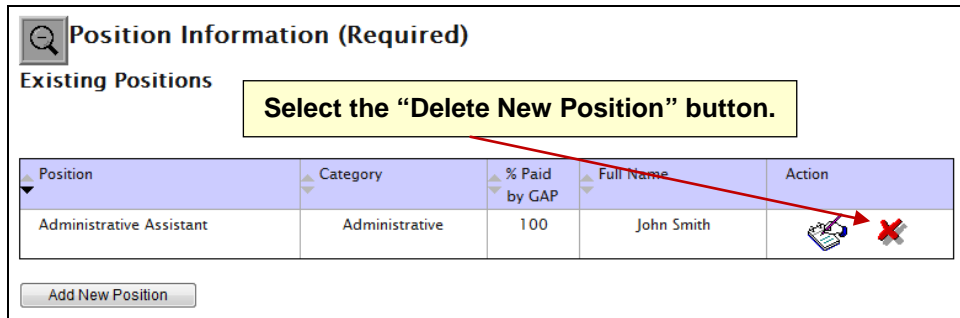 Position Information (Required)
Existing Positions
Select the “Delete New Position” button.
Position Category % Paid by GAP Full Name Action
Administrative Assistant Administrative 100 John Smith
Add New Position